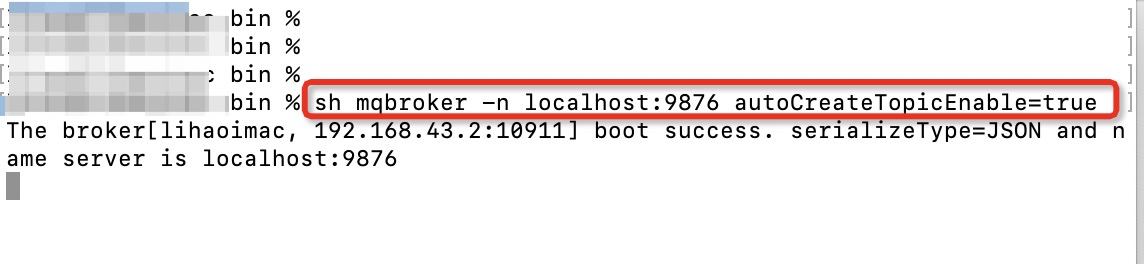 bin %
bin %
c bin %
bin % sh mqbroker -n localhost:9876 autoCreateTopicEnable=true
The broker[lihaoimac, 192.168.43.2:10911] boot success. serializeType=JSON and n
ame server is localhost:9876